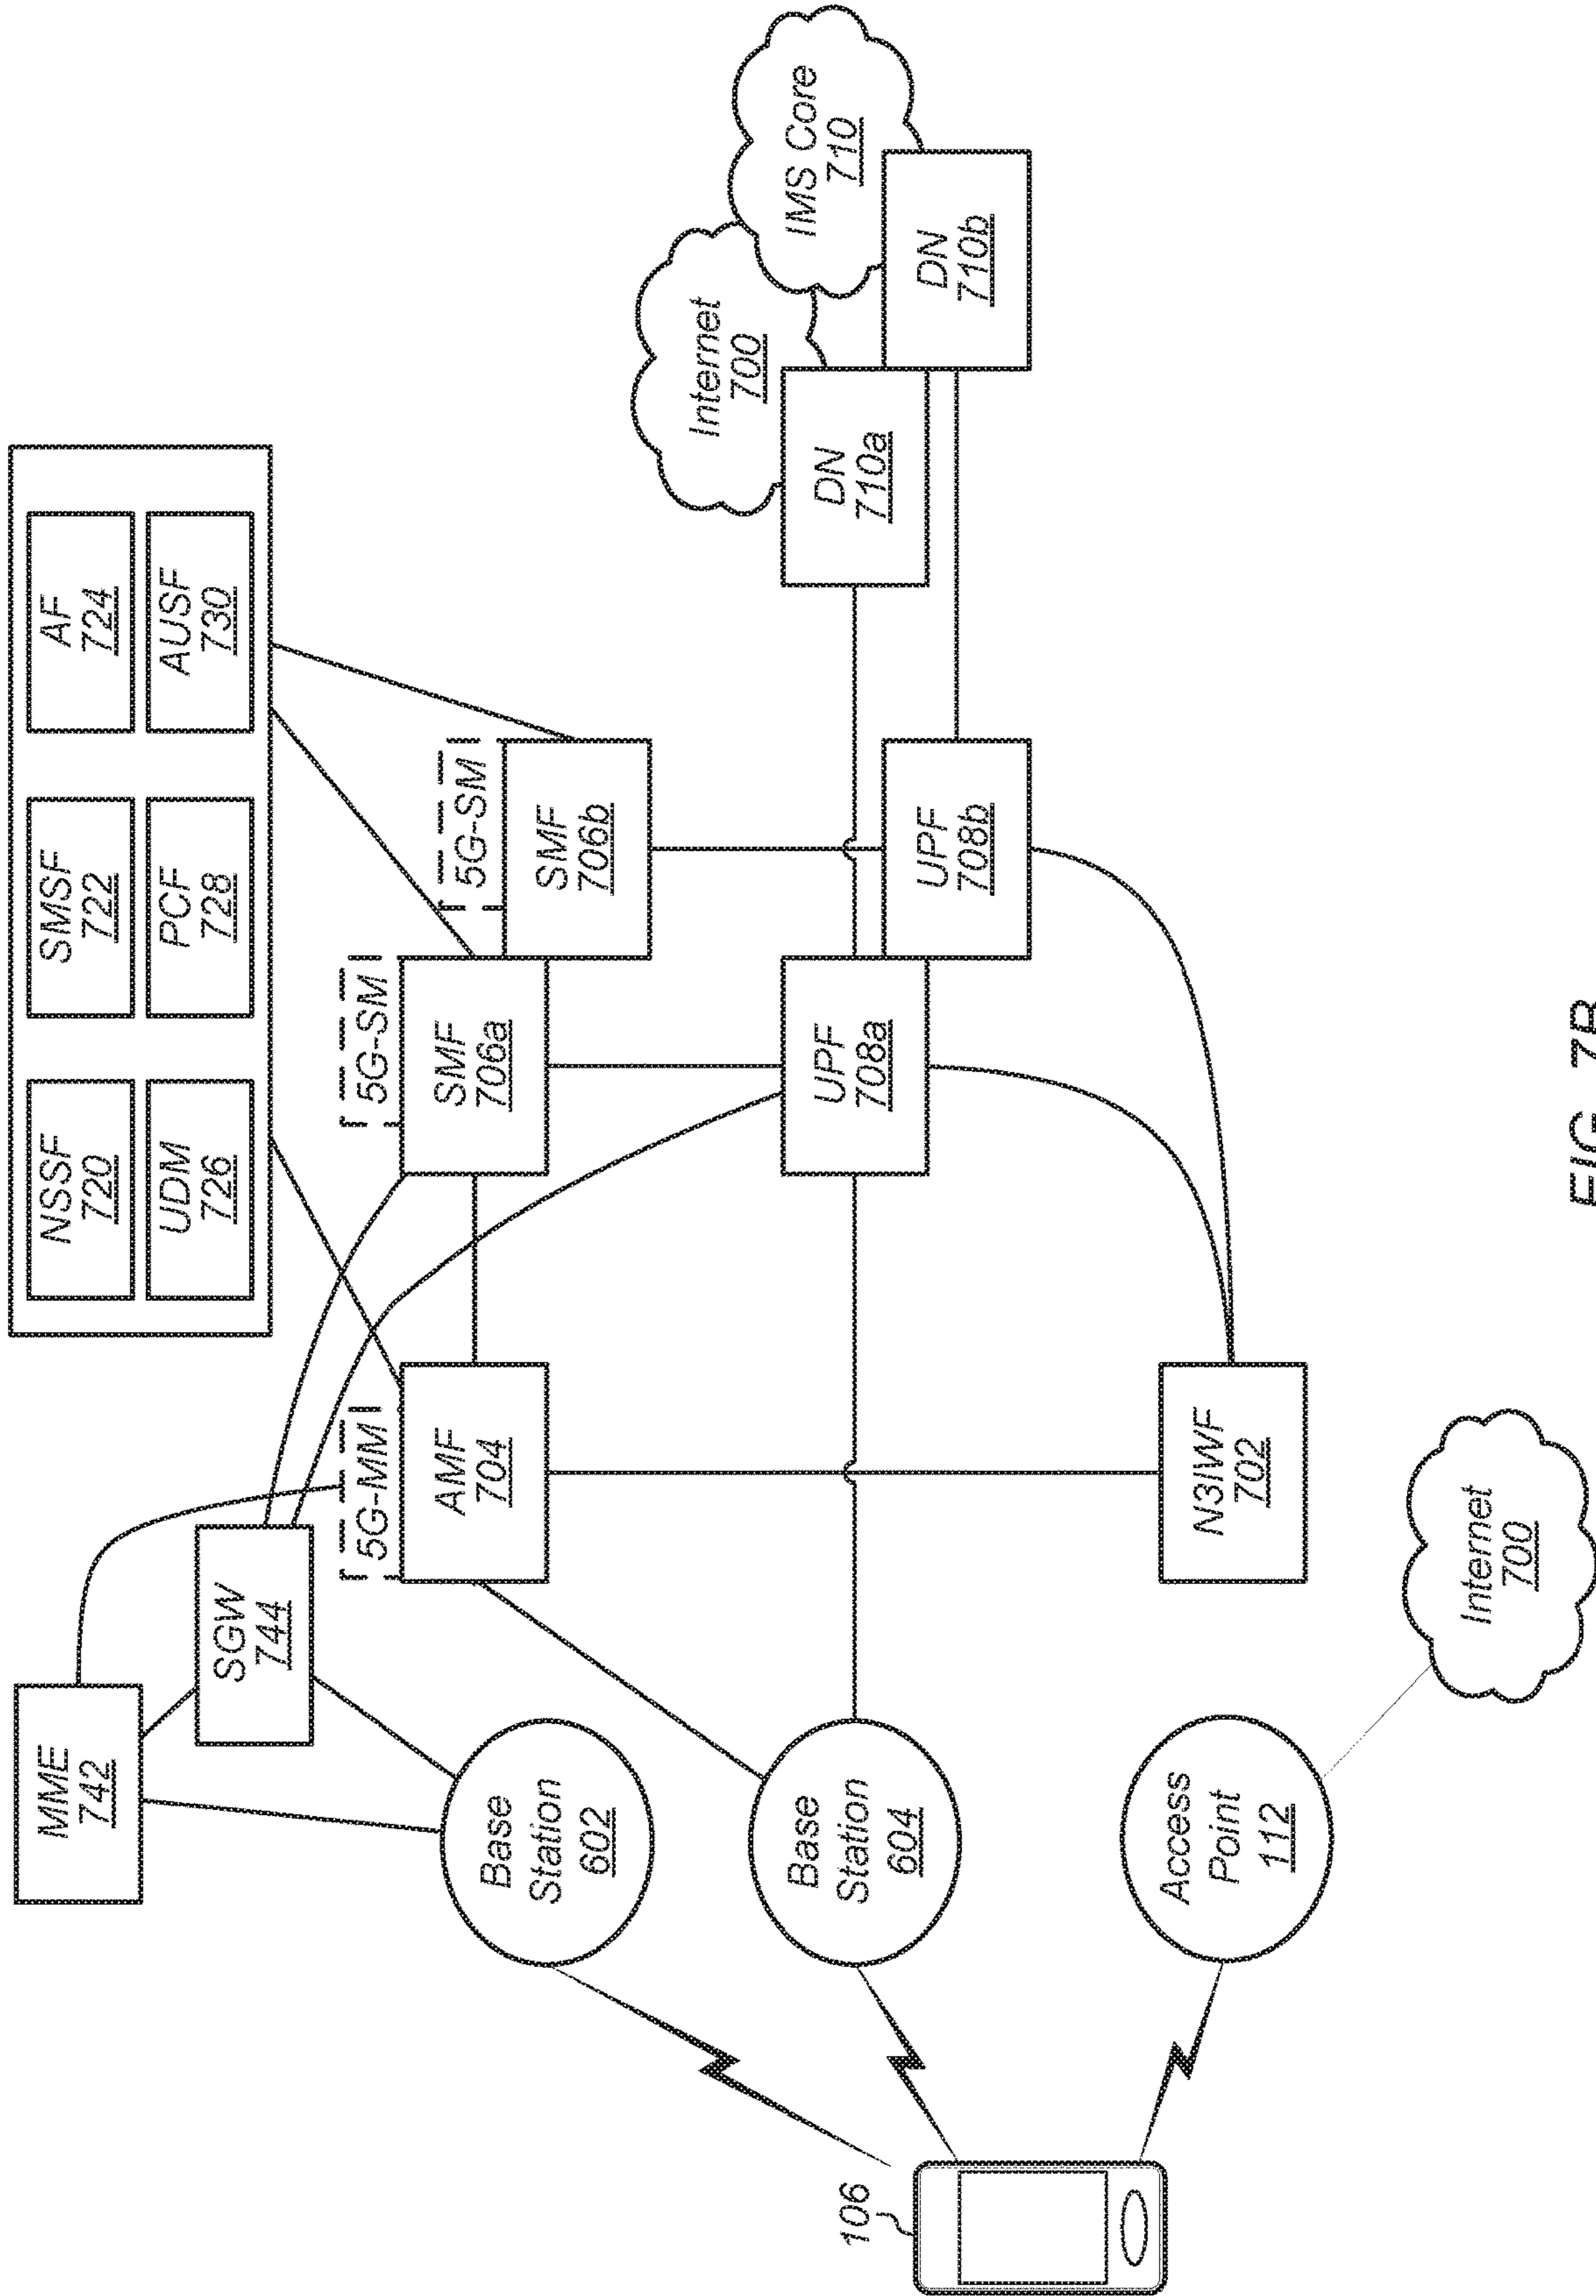 NSSF
720
SMSF
722
AF
724
UDM
726
PCF
728
AUSF
730
MME
742
SGW
744
5G-MM
AMF
704
5G-SM
SMF
706a
5G-SM
SMF
706b
Base
Station
602
Base
Station
604
UPF
708a
UPF
708b
Internet
700
IMS Core
710
DN
710a
DN
710b
106
Access
Point
112
N3IWF
702
Internet
700
FIG. 7B